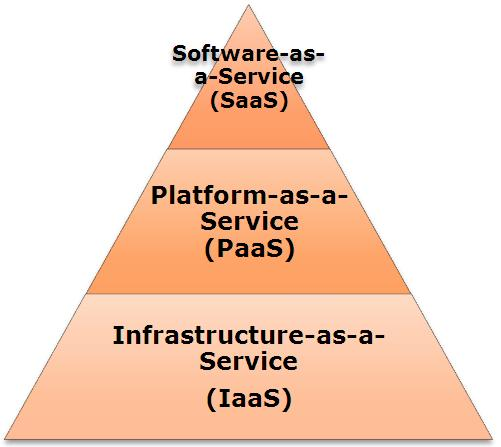 Software-as-
a-Service
(SaaS)
Platform-as-a-
Service
(PaaS)
Infrastructure-as-a-
Service
(IaaS)